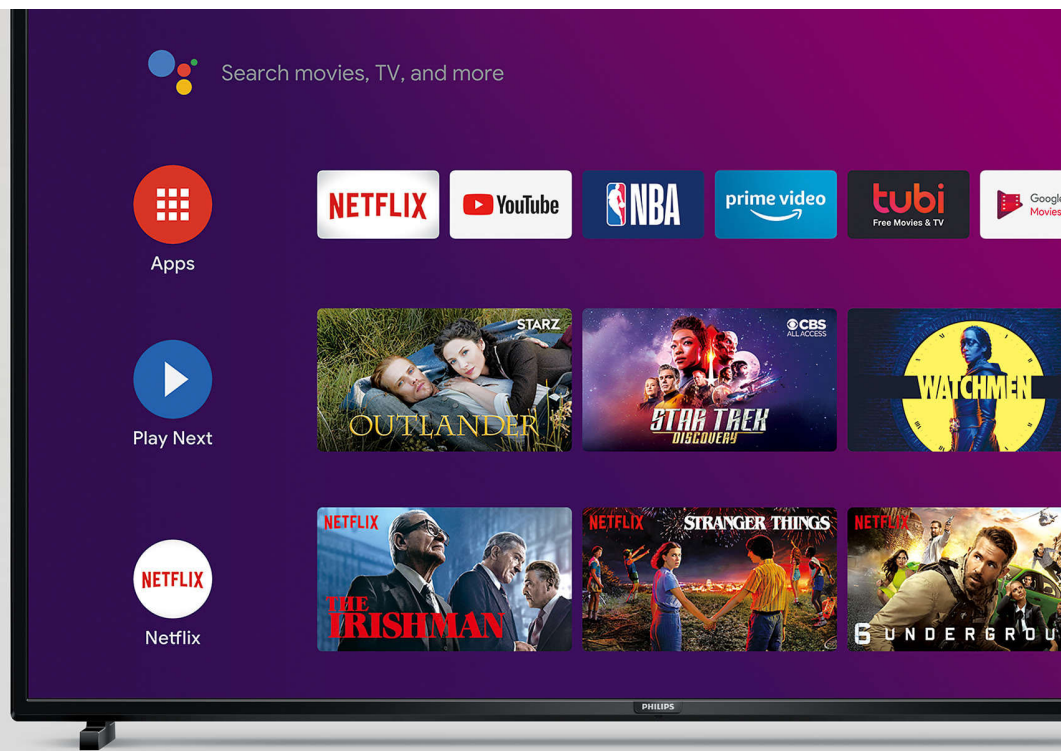 Search movies, TV, and more
Apps
NETFLIX
YouTube
NBA
prime video
tubi
Free Movies & TV
Google
Movies
Play Next
STARZ
OUTLANDER
CBS
ALL ACCESS
STAR TREK
DISCOVERY
WATCHMEN
NETFLIX
Netflix
NETFLIX
THE
IRISHMAN
NETFLIX
STRANGER THINGS
NETFLIX
6 UNDERGROU
PHILIPS